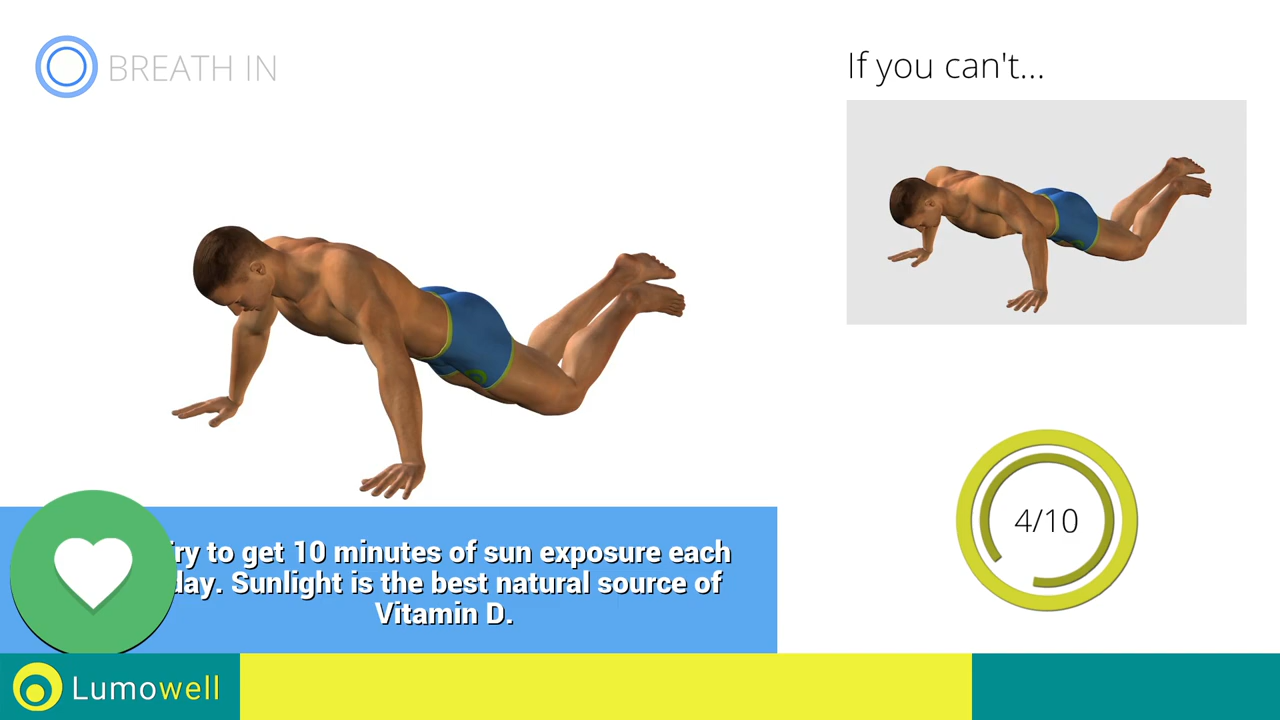 BREATH IN
If you can't...
4/10
ry to get 10 minutes of sun exposure each
day. Sunlight is the best natural source of
Vitamin D.
Lumowell